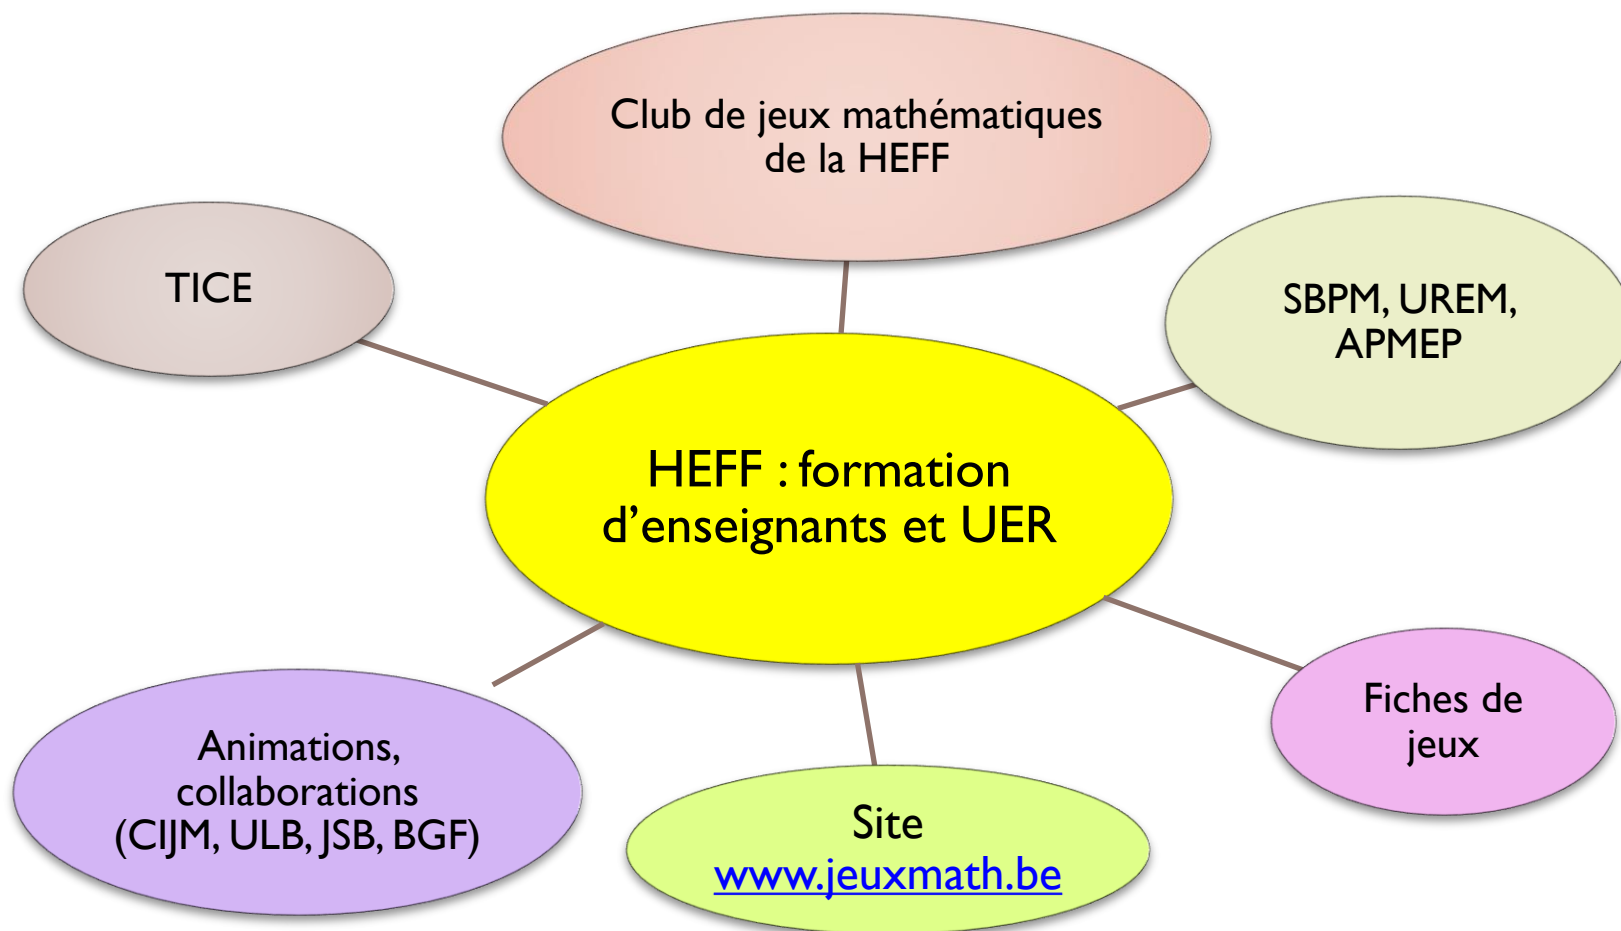 Club de jeux mathématiques
de la HEFF
TICE
SBPM, UREM,
APMEP
HEFF : formation
d’enseignants et UER
Fiches de
jeux
Animations,
collaborations
(CIJM, ULB, JSB, BGF)
Site
www.jeuxmath.be